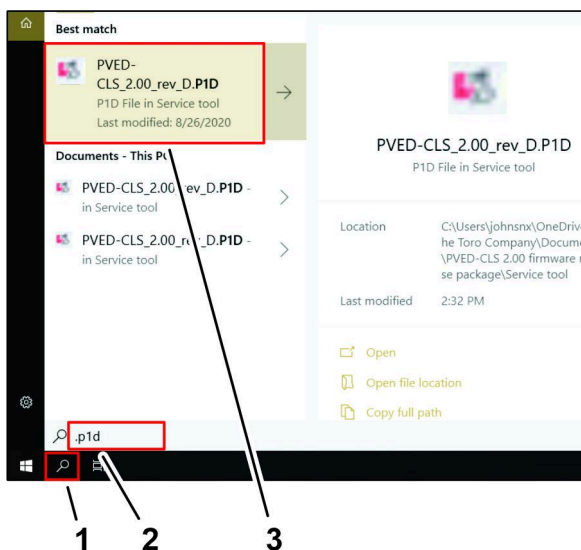 Best match
PVED-
CLS_2.00_rev_D.P1D
P1D File in Service tool
Last modified: 8/26/2020
Documents - This PC
PVED-CLS_2.00_rev_D.P1D -
in Service tool
PVED-CLS_2.00_rev_D.P1D -
in Service tool
PVED-CLS_2.00_rev_D.P1D
P1D File in Service tool
Location
C:\Users\johnsnx\OneDrive
he Toro Company\Docume
\PVED-CLS 2.00 firmware r
se package\Service tool
Last modified
2:32 PM
Open
Open file location
Copy full path
.p1d
1
2
3